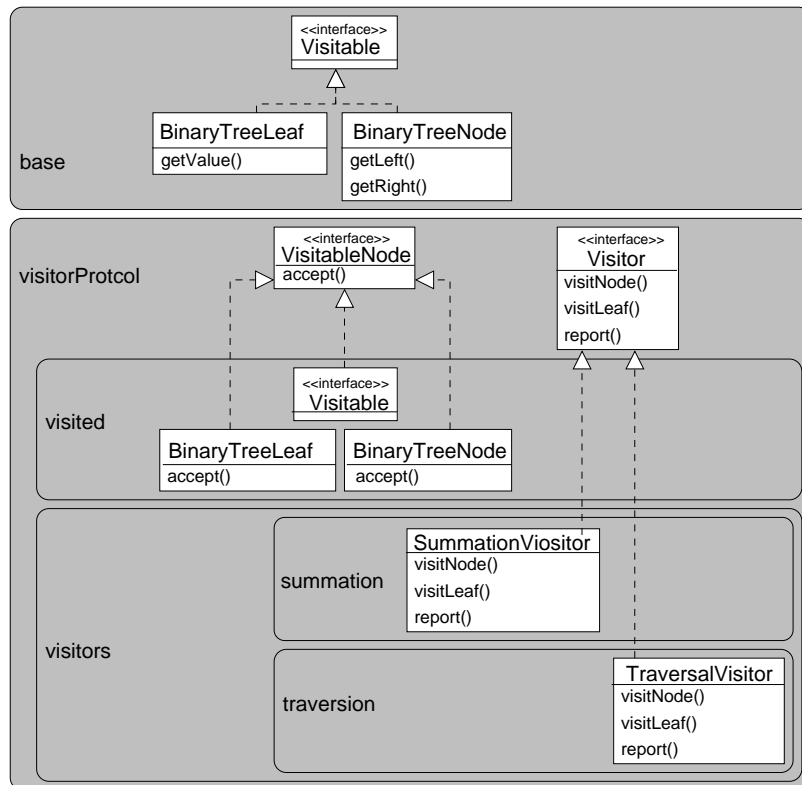 <<interface>>
Visitable
BinaryTreeLeaf
getValue()
BinaryTreeNode
getLeft()
getRight()
base
<<interface>>
VisitableNode
accept()
<<interface>>
Visitor
visitNode()
visitLeaf()
report()
visitorProtcol
<<interface>>
Visitable
visited
BinaryTreeLeaf
accept()
BinaryTreeNode
accept()
SummationViositor
visitNode()
visitLeaf()
report()
summation
visitors
TraversalVisitor
visitNode()
visitLeaf()
report()
traversion